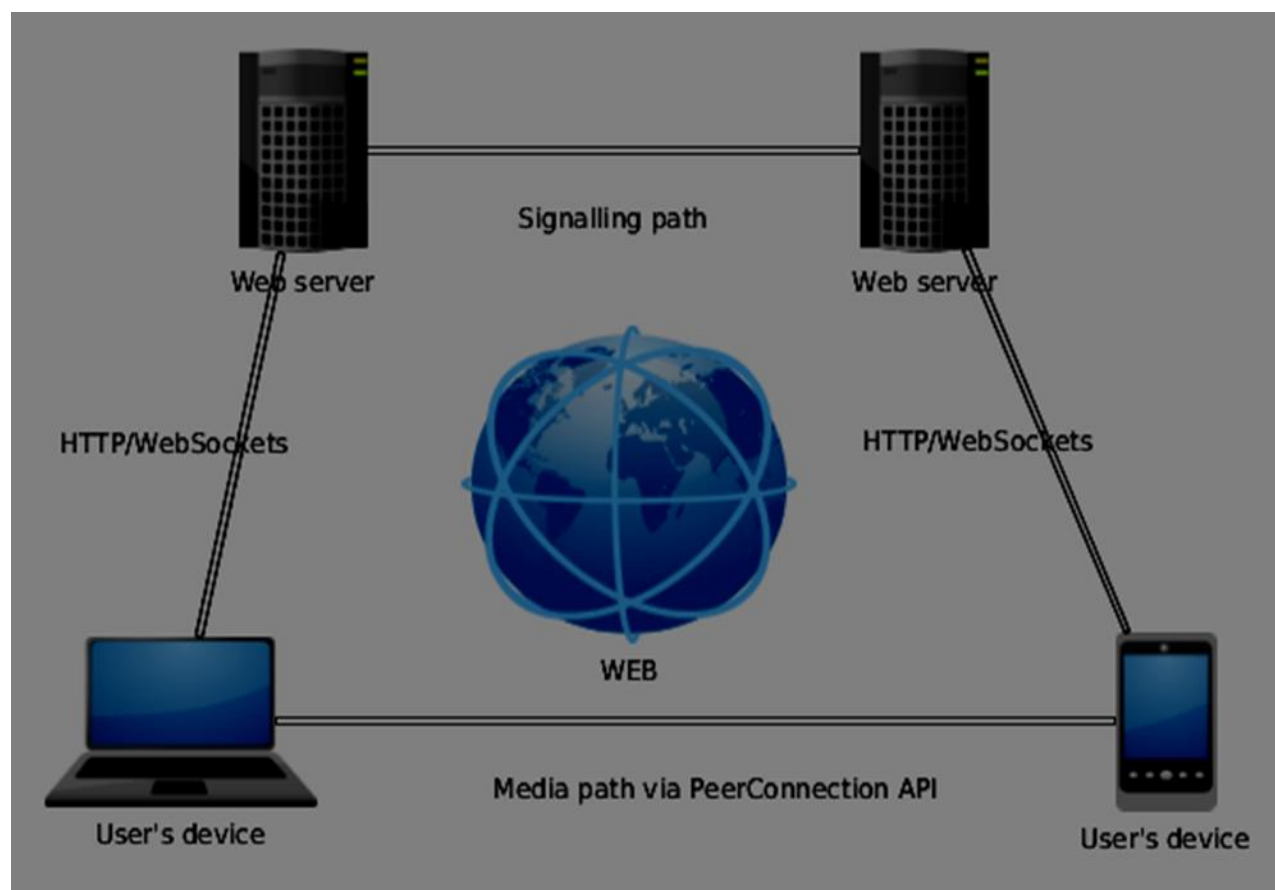 Signalling path
Web server
Web server
HTTP/WebSockets
HTTP/WebSockets
WEB
Media path via PeerConnection API
User's device
User's device